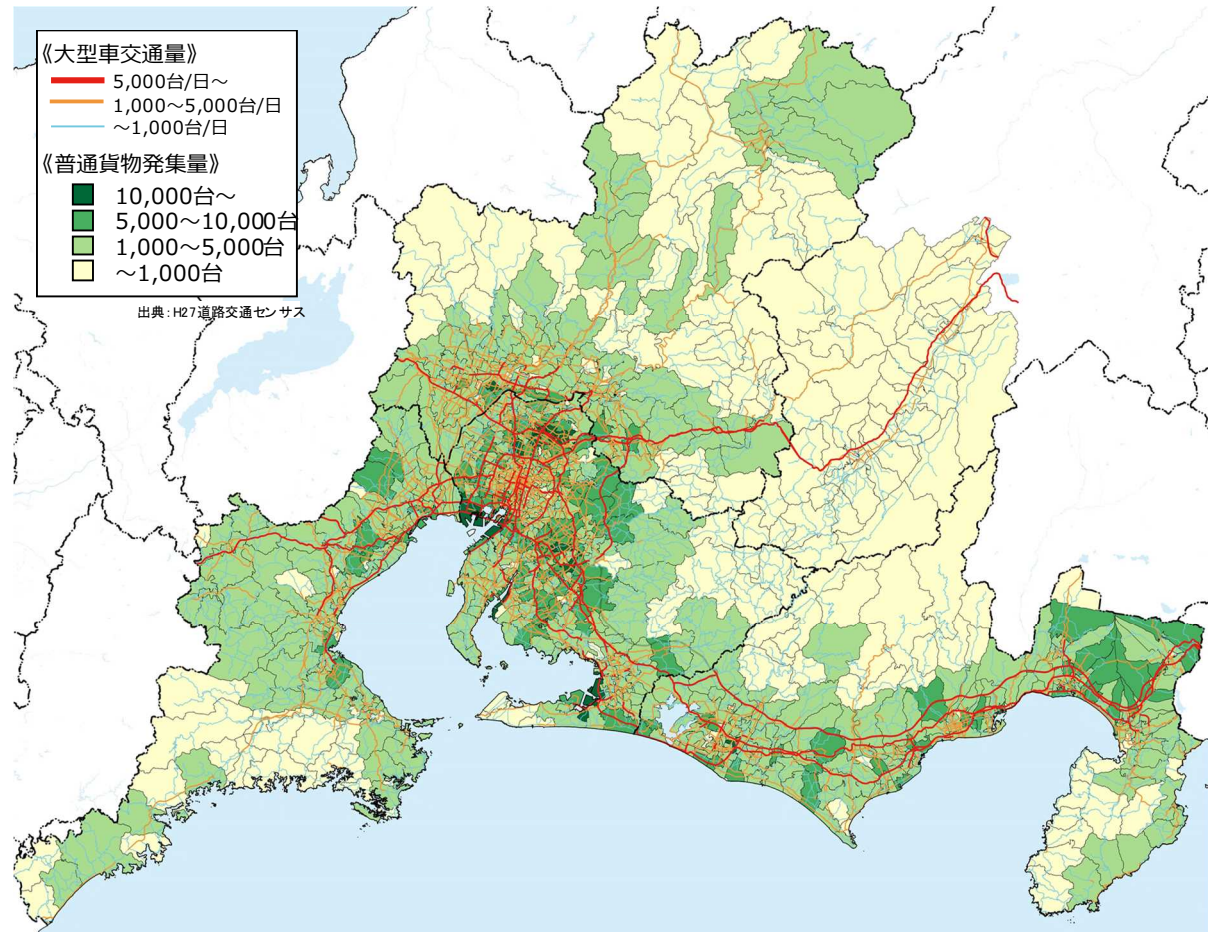 《大型車交通量》
5,000台/日～
1,000～5,000台/日
～1,000台/日
《普通貨物発集量》
10,000台～
5,000～10,000台
1,000～5,000台
～1,000台
出典：H27道路交通センサス